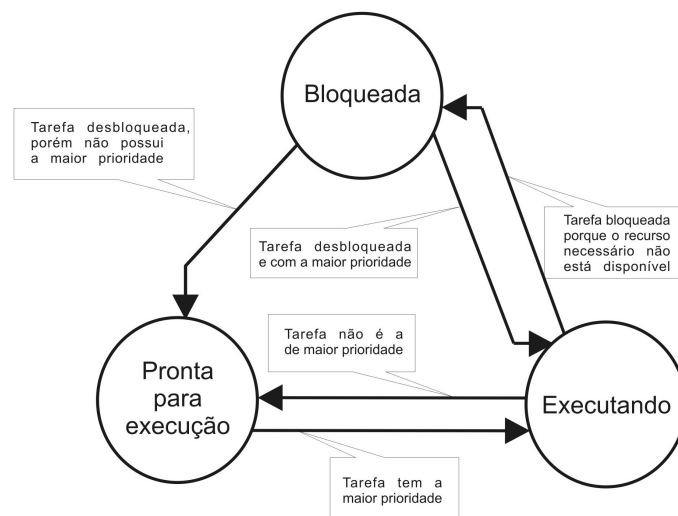 Bloqueada
Tarefa desbloqueada,
porém não possui
a maior prioridade
Tarefa desbloqueada
e com a maior prioridade
Tarefa bloqueada
porque o recurso
necessário não
está disponível
Tarefa não é a
de maior prioridade
Pronta
para
execução
Executando
Tarefa tem a
maior prioridade